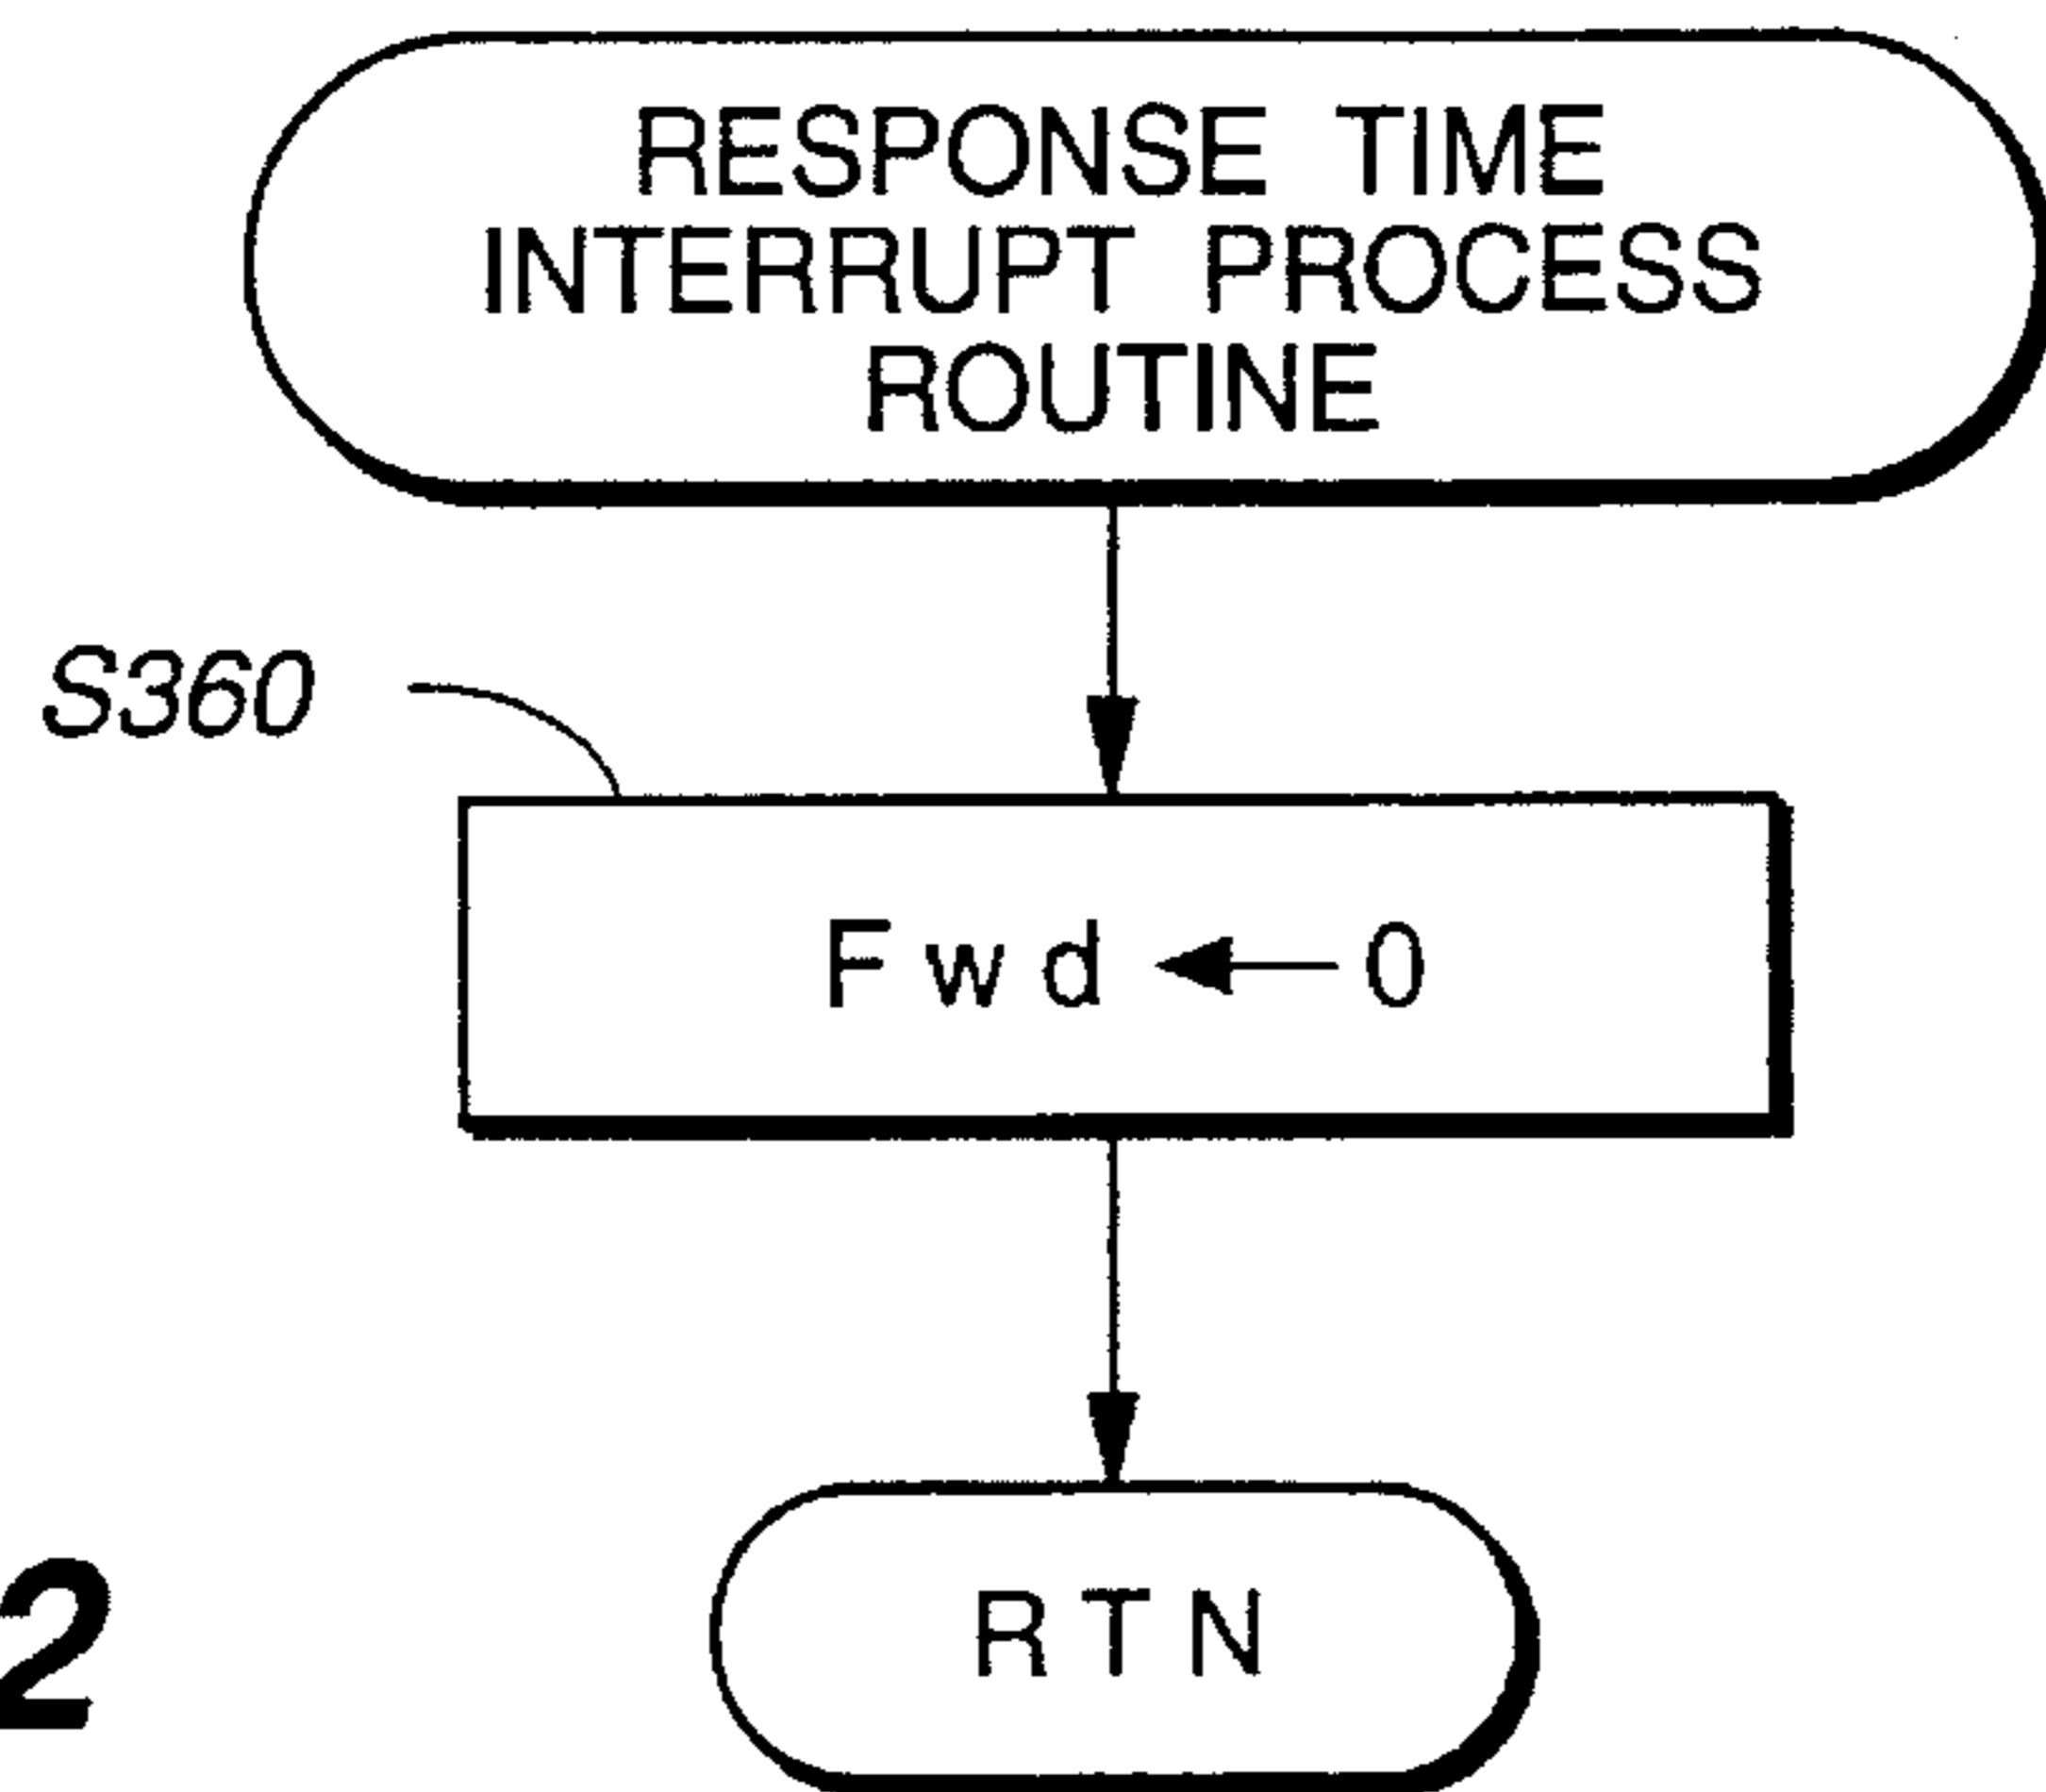 RESPONSE TIME
INTERRUPT PROCESS
ROUTINE
S360
Fwd ← 0
RTN
2